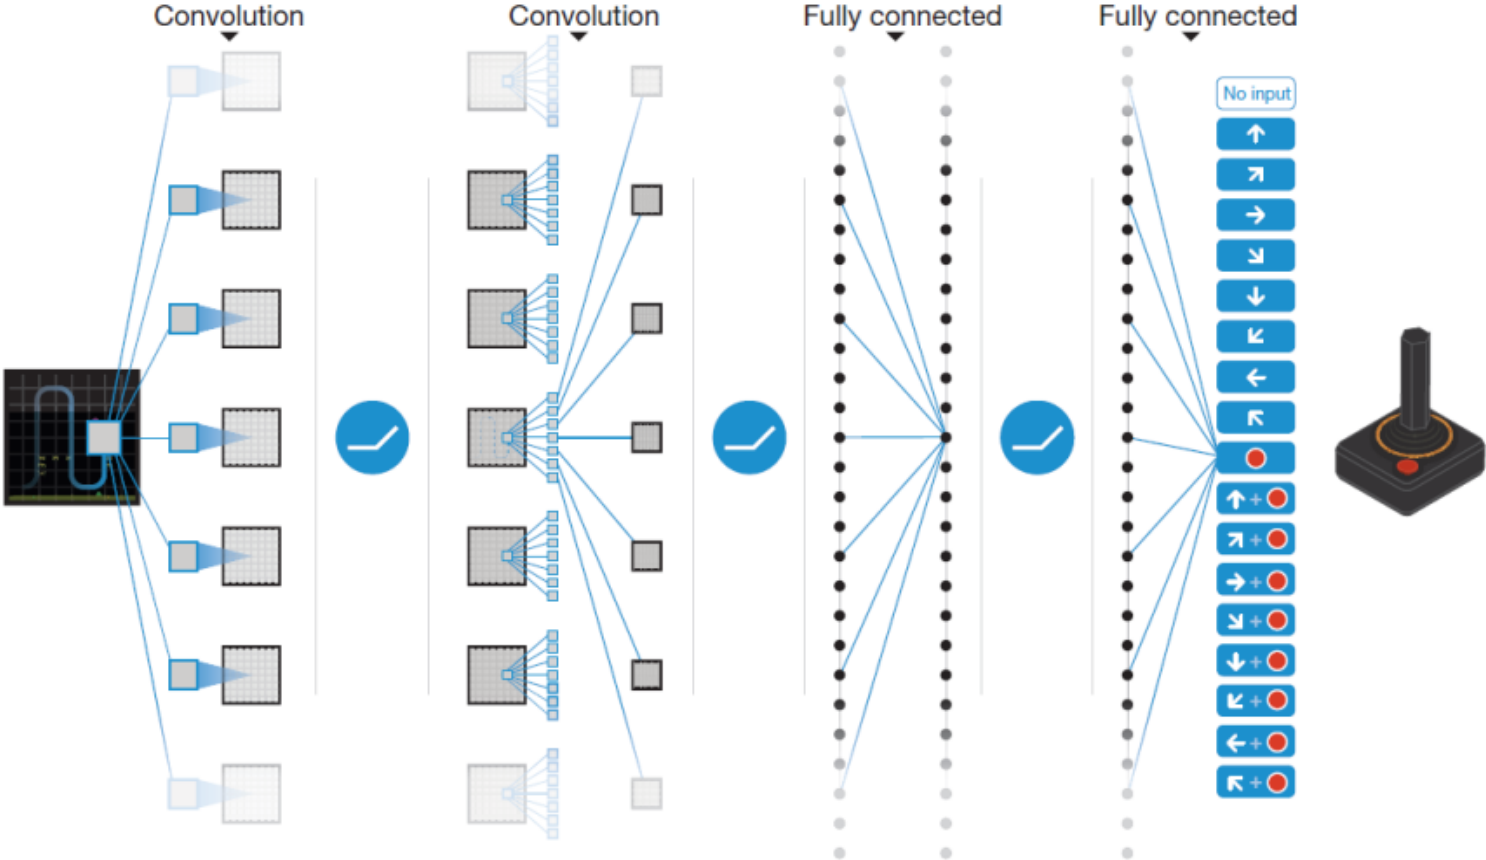 Convolution
Convolution
Fully connected
Fully connected
No input
+
+
+
+
+
+
+
+